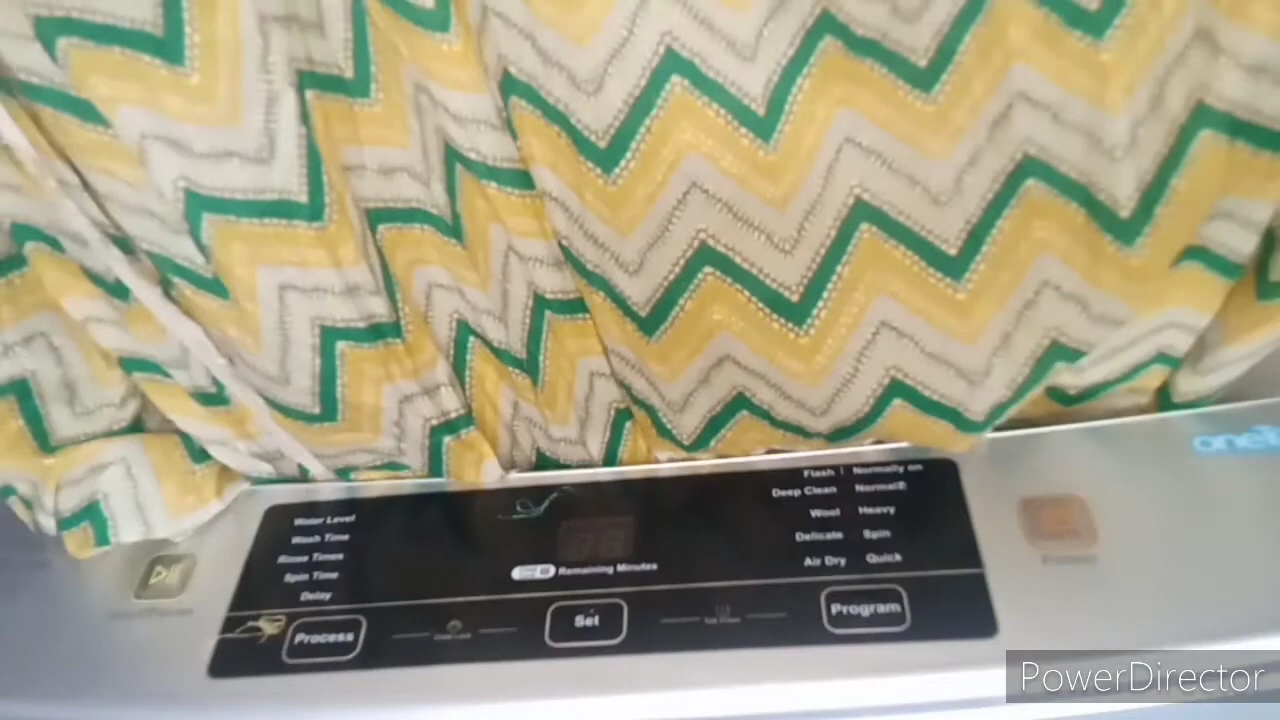 Water Level
Wash Time
Rinse Times
Spin Time
Delay
Remaining Minutes
Flash | Normally on
Deep Clean
Wool Heavy
Delicate Spin
Air Dry Quick
Process
Set
Program
PowerDirector